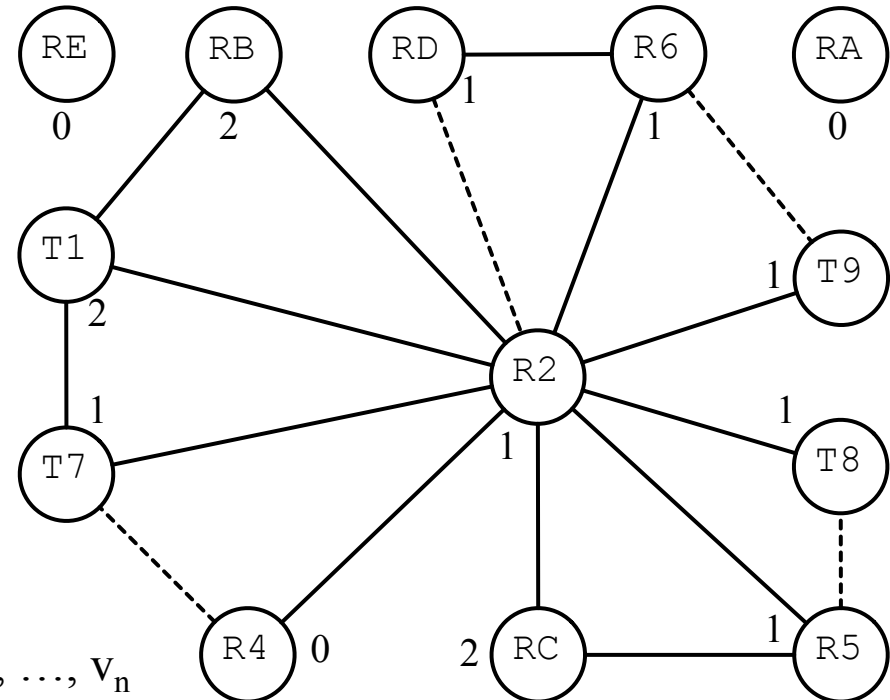 RE RB RD R6 RA
0 2 1 1 0
T1 2 1 T9
R2 1
1 T7 1 T8
R4 0 2 RC 1 R5
, …, vₙ